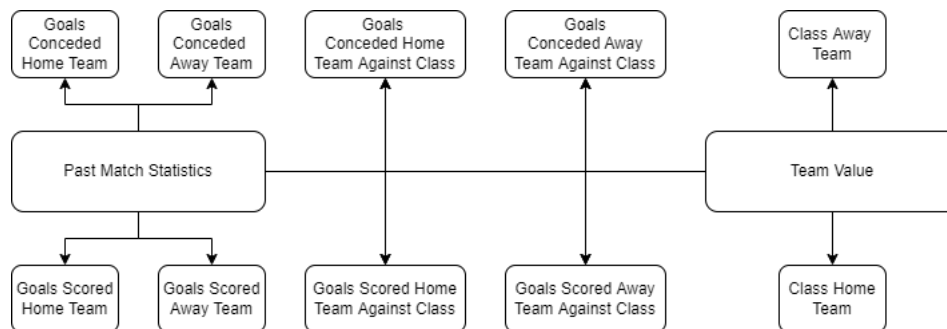 Goals
Conceded
Home Team
Goals
Conceded
Away Team
Goals
Conceded Home
Team Against Class
Goals
Conceded Away
Team Against Class
Class Away
Team
Past Match Statistics
Team Value
Goals Scored
Home Team
Goals Scored
Away Team
Goals Scored Home
Team Against Class
Goals Scored Away
Team Against Class
Class Home
Team